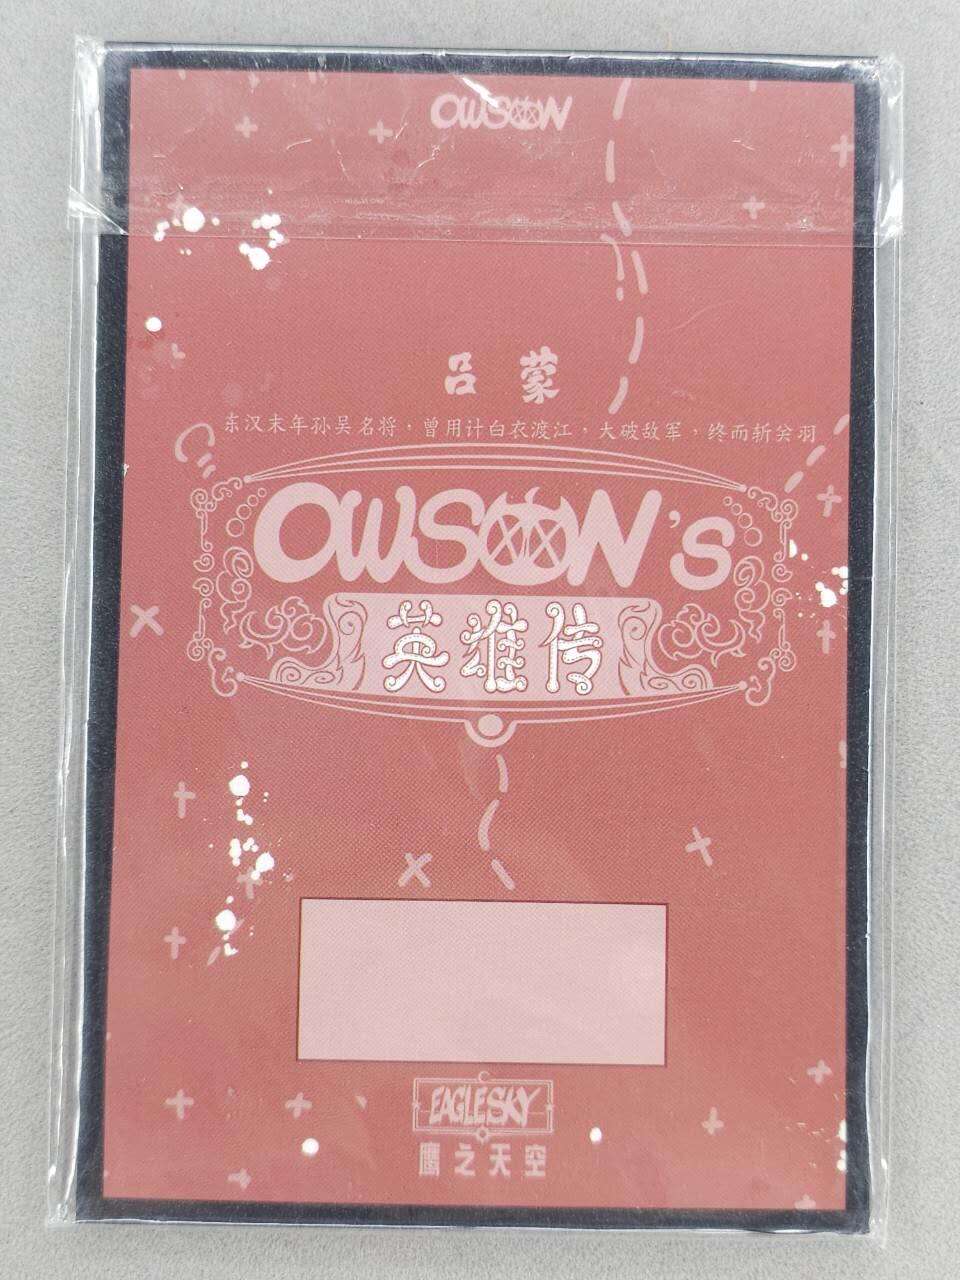 OWSON
吕 蒙
东汉末年孙吴名将，曾用计白衣渡江，大破敌军，终而斩关羽
OWSON's
英雄传
EAGLESKY
鹰之天空